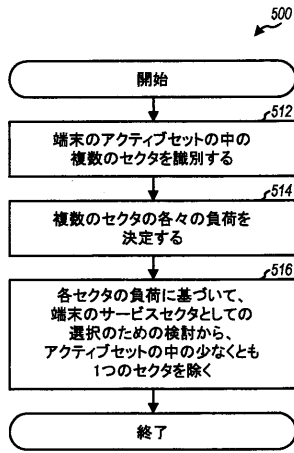 500
開始
512
端末のアクティブセットの中の
複数のセクタを識別する
514
複数のセクタの各々の負荷を
決定する
516
各セクタの負荷に基づいて、
端末のサービスセクタとしての
選択のための検討から、
アクティブセットの中の少なくとも
1つのセクタを除く
終了